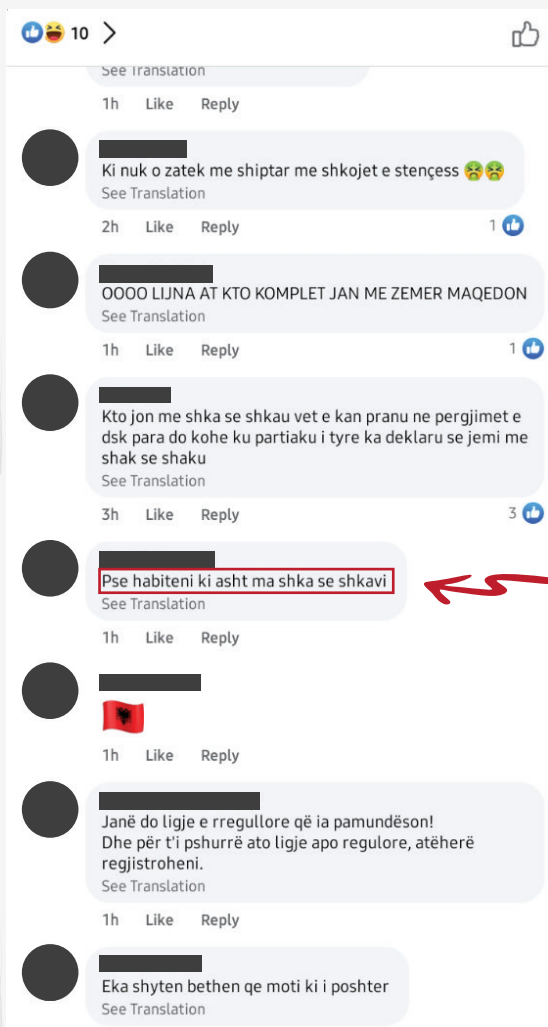 10
See Translation
1h Like Reply
Ki nuk o zatek me shiptar me shkojet e stençess
See Translation
2h Like Reply 1
OOOO LIJNA AT KTO KOMPLET JAN ME ZEMER MAQEDON
See Translation
1h Like Reply 1
Kto jon me shka se shkau vet e kan pranu ne pergjimet e
dsk para do kohe ku partiaku i tyre ka deklaru se jemi me
shak se shaku
See Translation
3h Like Reply 3
Pse habiteni ki asht ma shka se shkavi
See Translation
1h Like Reply
1h Like Reply
Janë do ligje e rregullore që ia pamundëson!
Dhe për t'i pshurrë ato ligje apo regulore, atëherë
regjistroheni.
See Translation
1h Like Reply
Eka shyten bethen qe moti ki i poshter
See Translation